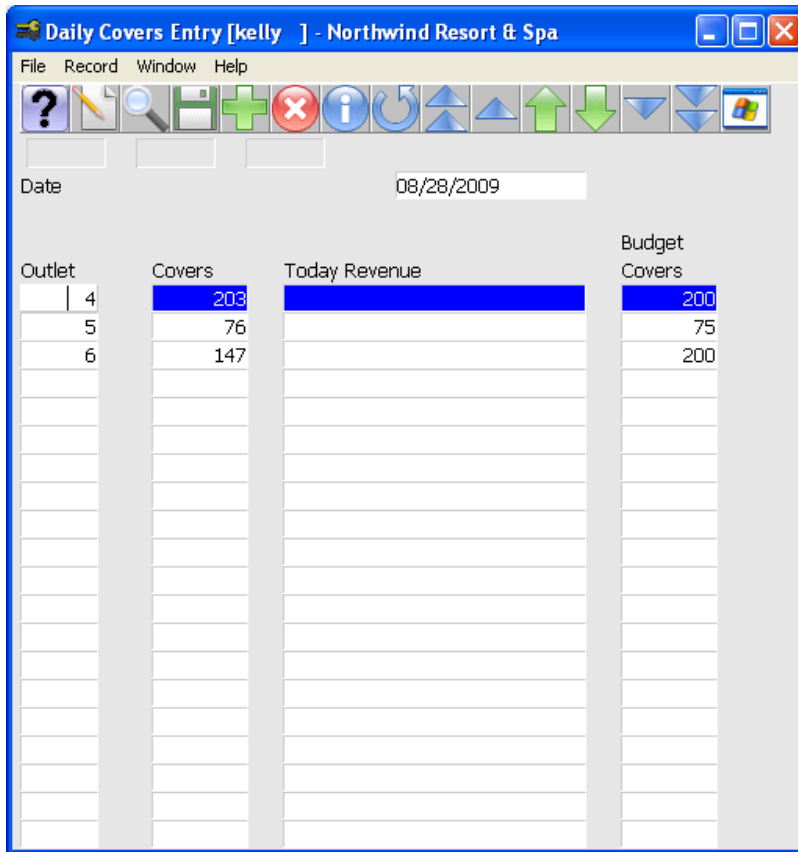 Daily Covers Entry [kelly   ] - Northwind Resort & Spa
File Record Window Help
Date 08/28/2009
Budget
Outlet Covers Today Revenue Covers
4 203 200
5 76 75
6 147 200